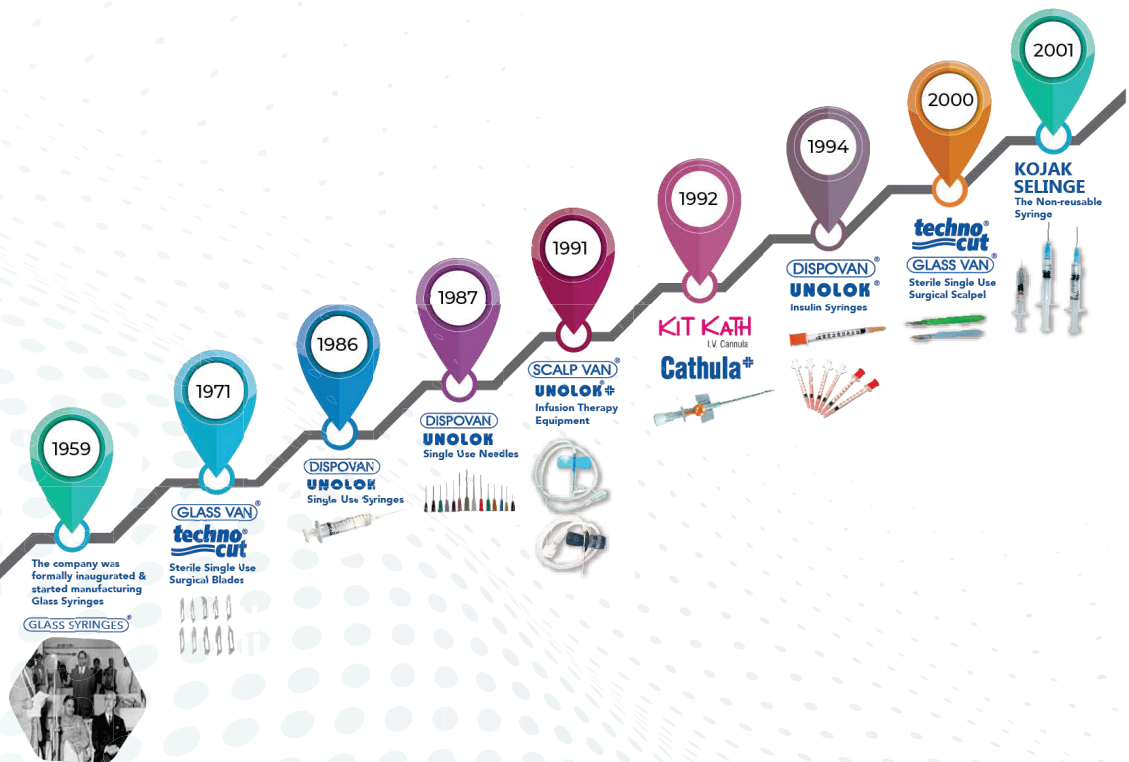 1959
The company was
formally inaugurated &
started manufacturing
Glass Syringes
GLASS SYRINGES®
1971
GLASS VAN®
techno®
cut
Sterile Single Use
Surgical Blades
1986
DISPOVAN
UNOLOK
Single Use Syringes
1987
DISPOVAN
UNOLOK
Single Use Needles
1991
SCALP VAN®
UNOLOK®+
Infusion Therapy
Equipment
1992
KIT KATH
I.V. Cannula
Cathula+
1994
DISPOVAN®
UNOLOK®
Insulin Syringes
2000
techno®
cut
GLASS VAN®
Sterile Single Use
Surgical Scalpel
2001
KOJAK
SELINGE
The Non-reusable
Syringe